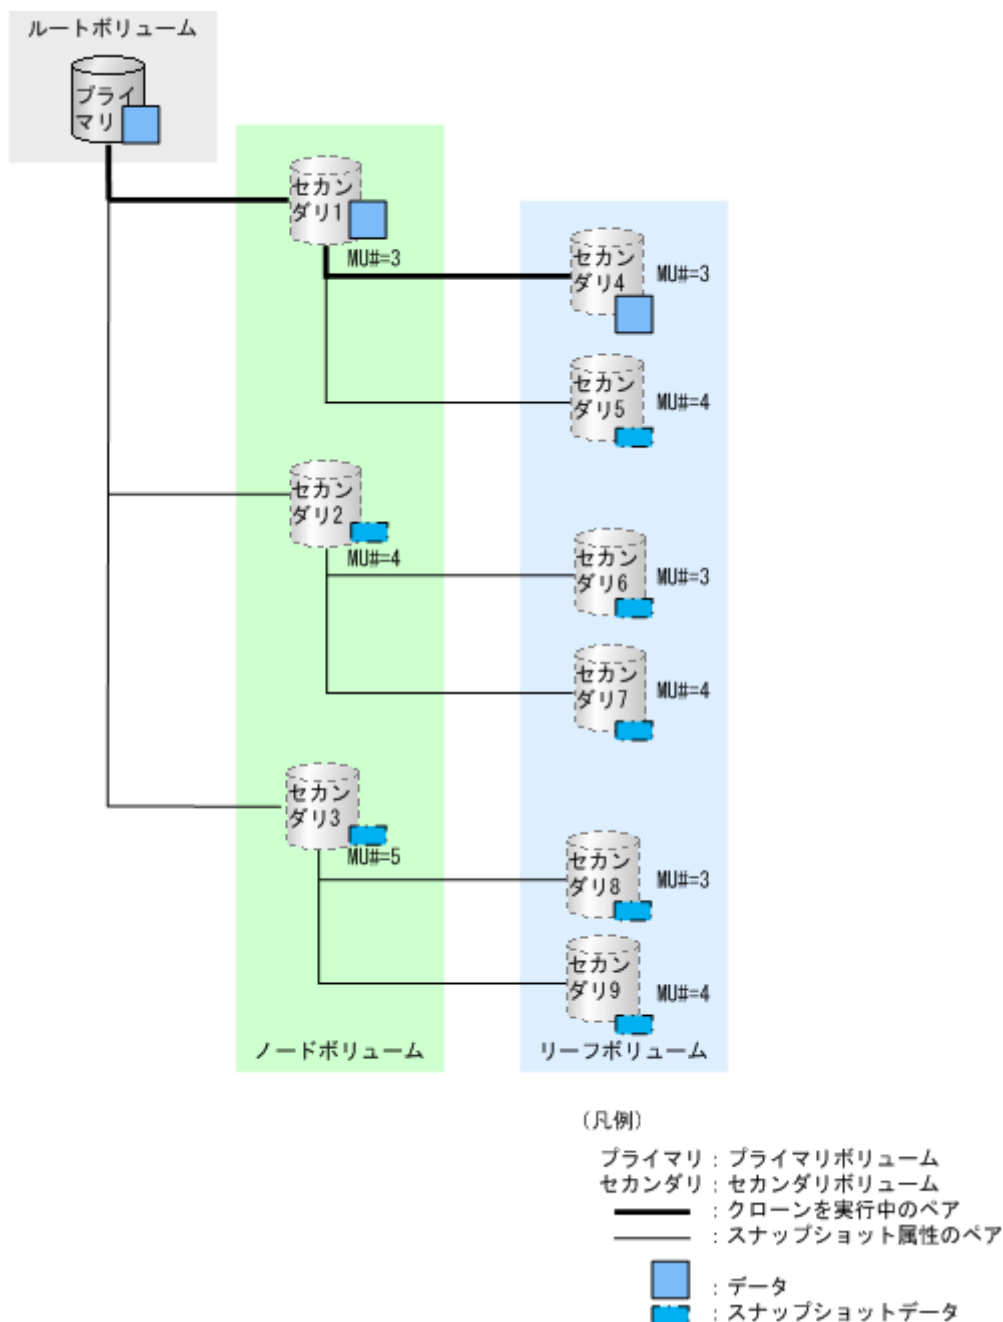 ルートボリューム
プライ
マリ
セカン
ダリ1
MU#=3
セカン
ダリ4
MU#=3
セカン
ダリ5
MU#=4
セカン
ダリ2
MU#=4
セカン
ダリ6
MU#=3
セカン
ダリ7
MU#=4
セカン
ダリ3
MU#=5
セカン
ダリ8
MU#=3
セカン
ダリ9
MU#=4
ノードボリューム
リーフボリューム
(凡例)
プライマリ:プライマリボリューム
セカンダリ:セカンダリボリューム
:クローンを実行中のペア
:スナップショット属性のペア
:データ
:スナップショットデータ